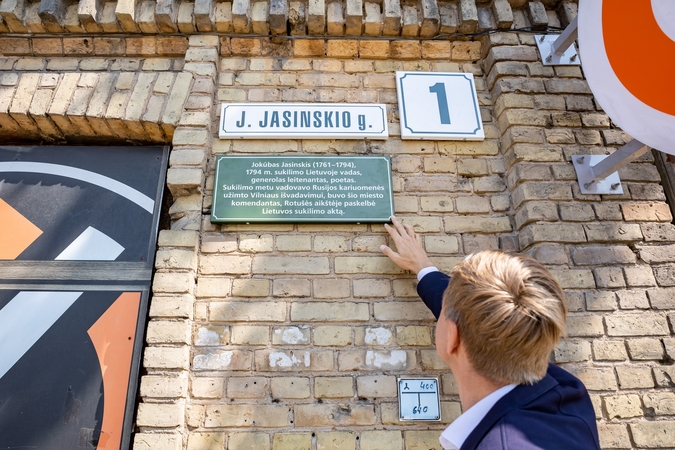 J. JASINSKIO g.
1
Jokūbas Jasinskis (1761–1794),
1794 m. sukilimo Lietuvoje vadas,
generolas leitenantas, poetas.
Sukilimo metu vadovavo Rusijos kariuomenės
užimto Vilniaus išvadavimui, buvo šio miesto
komendantas, Rotušės aikštėje paskelbė
Lietuvos sukilimo aktą.
λ 400
640